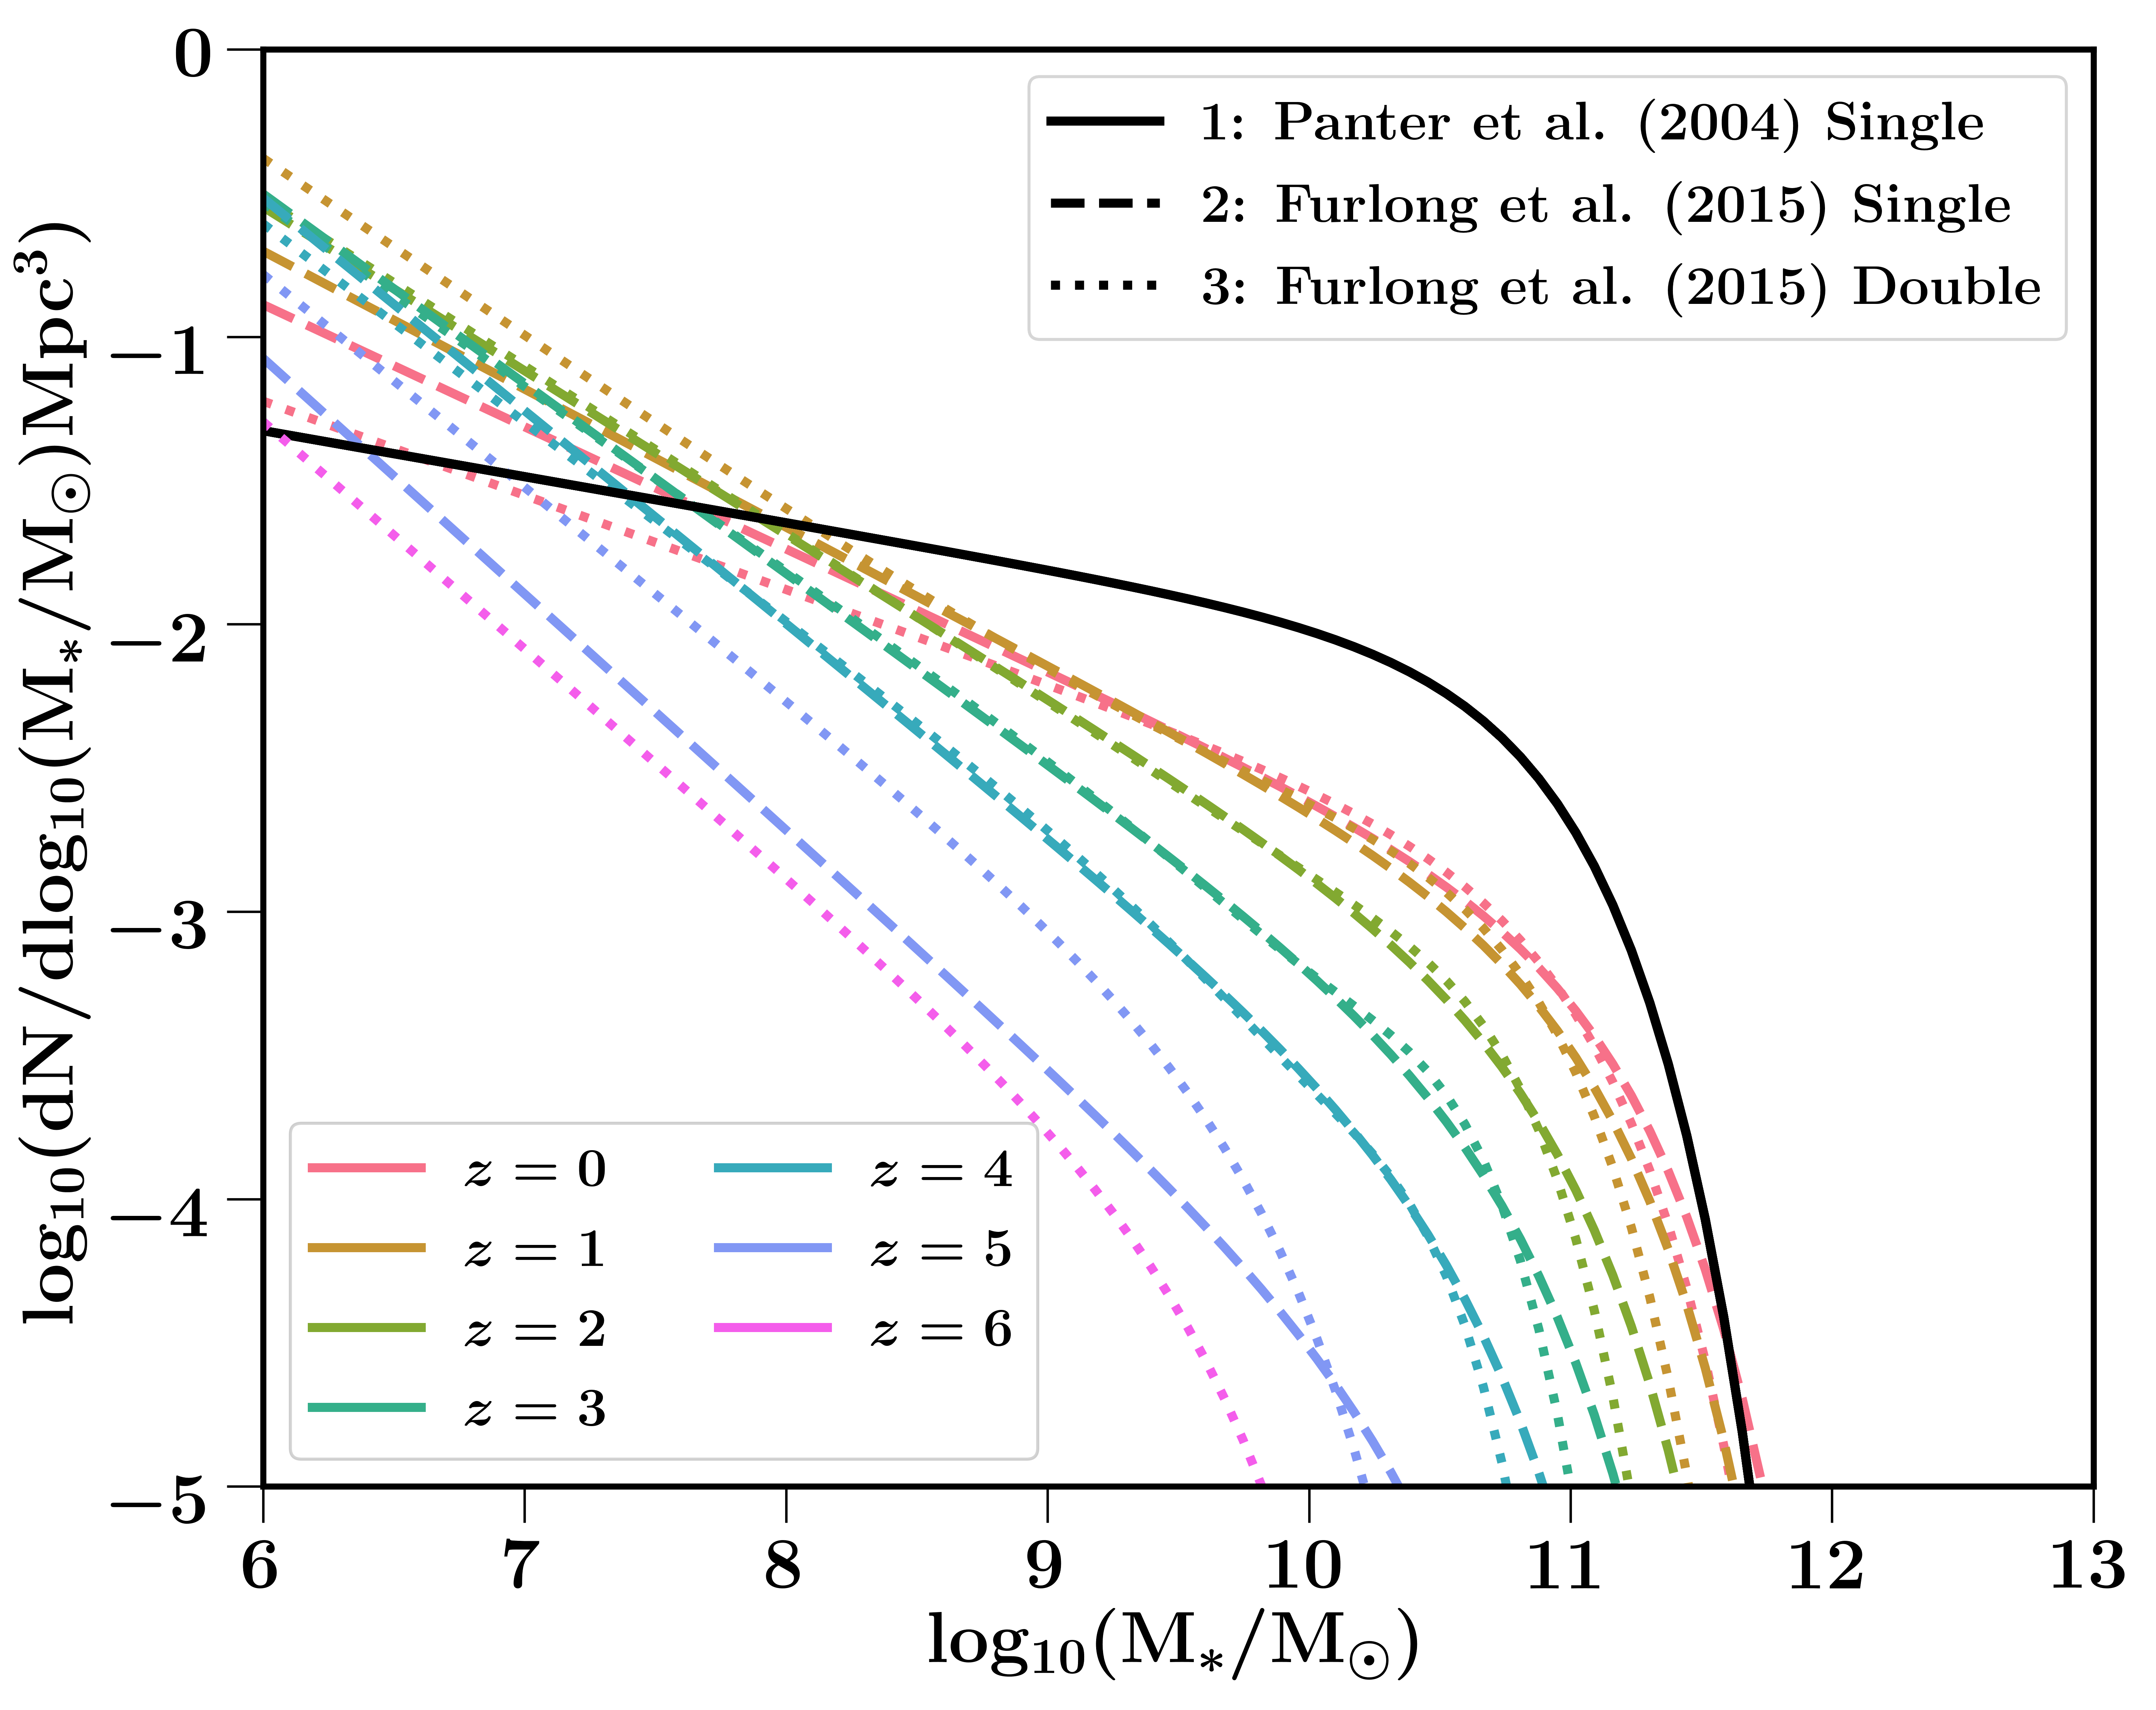 0
−1
−2
−3
−4
−5
log₁₀(dN/dlog₁₀(M∗/M⊙)Mpc³)
1: Panter et al. (2004) Single
2: Furlong et al. (2015) Single
3: Furlong et al. (2015) Double
z = 0
z = 1
z = 2
z = 3
z = 4
z = 5
z = 6
6 7 8 9 10 11 12 13
log₁₀(M∗/M⊙)